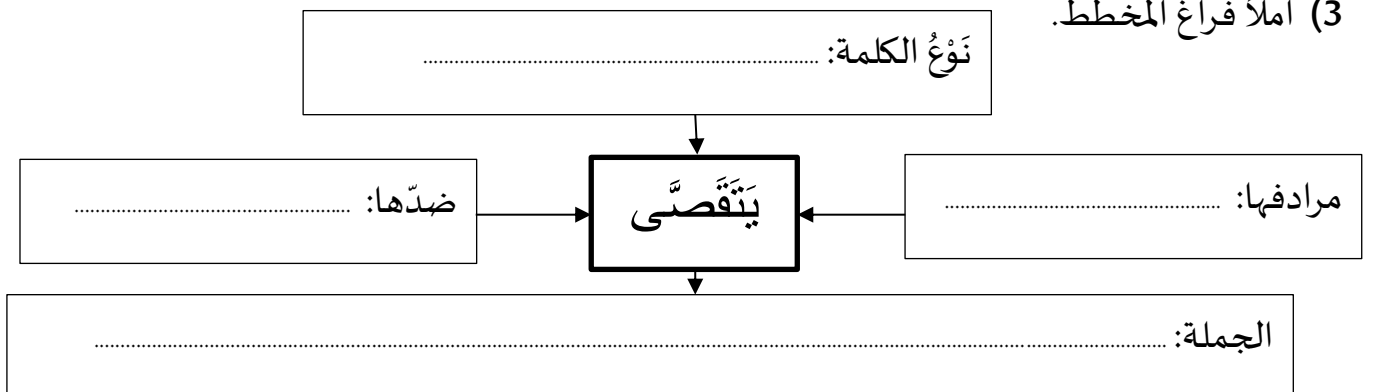 3) املأ فراغ المخطط.
نَوْعُ الكلمة: ........................................................................
مرادفها: ..................................................
يَتَقَصَّى
ضدّها: ..................................................
الجملة: ....................................................................................................................................................................................................